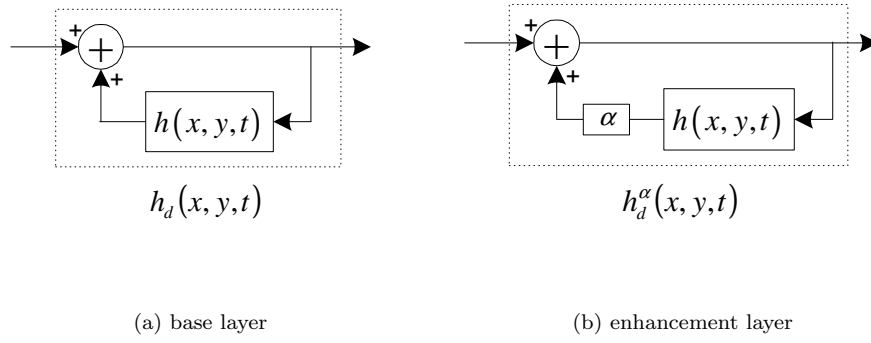 +
+
+
h(x, y, t)
h_d(x, y, t)
(a) base layer
+
+
+
α
h(x, y, t)
h_d^α(x, y, t)
(b) enhancement layer